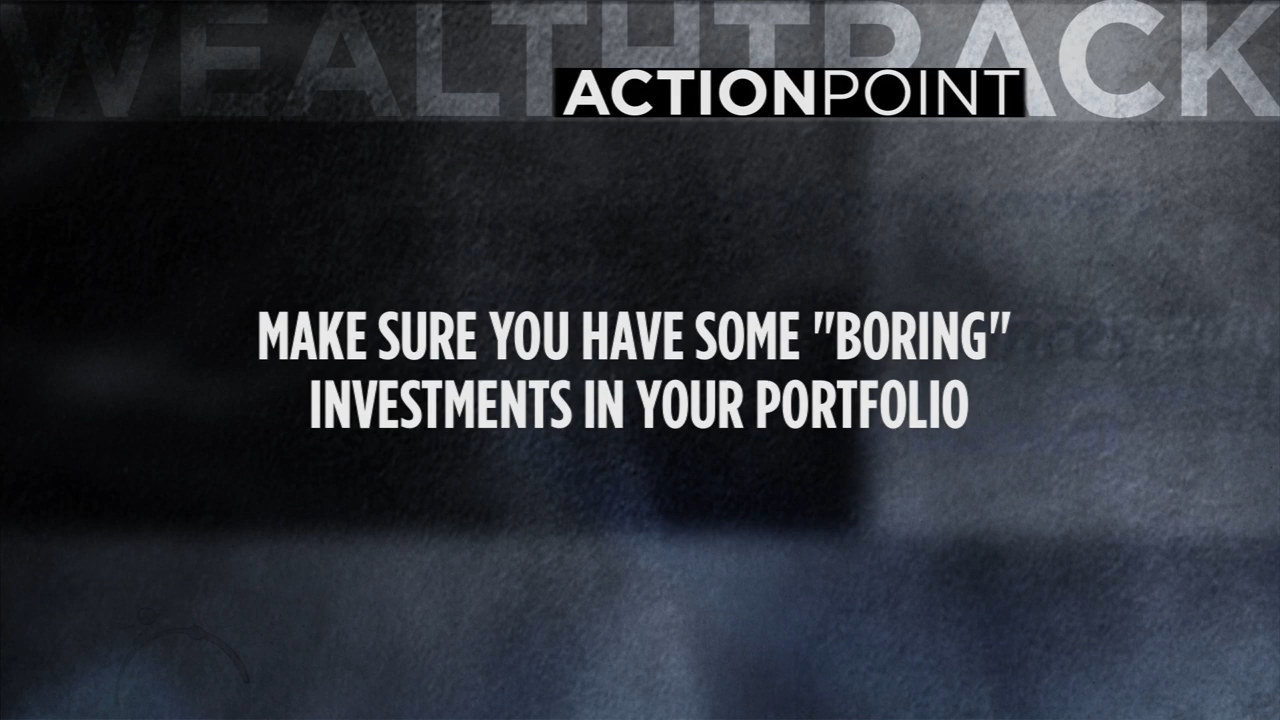 WEALTHTRACK
ACTIONPOINT
MAKE SURE YOU HAVE SOME "BORING"
INVESTMENTS IN YOUR PORTFOLIO